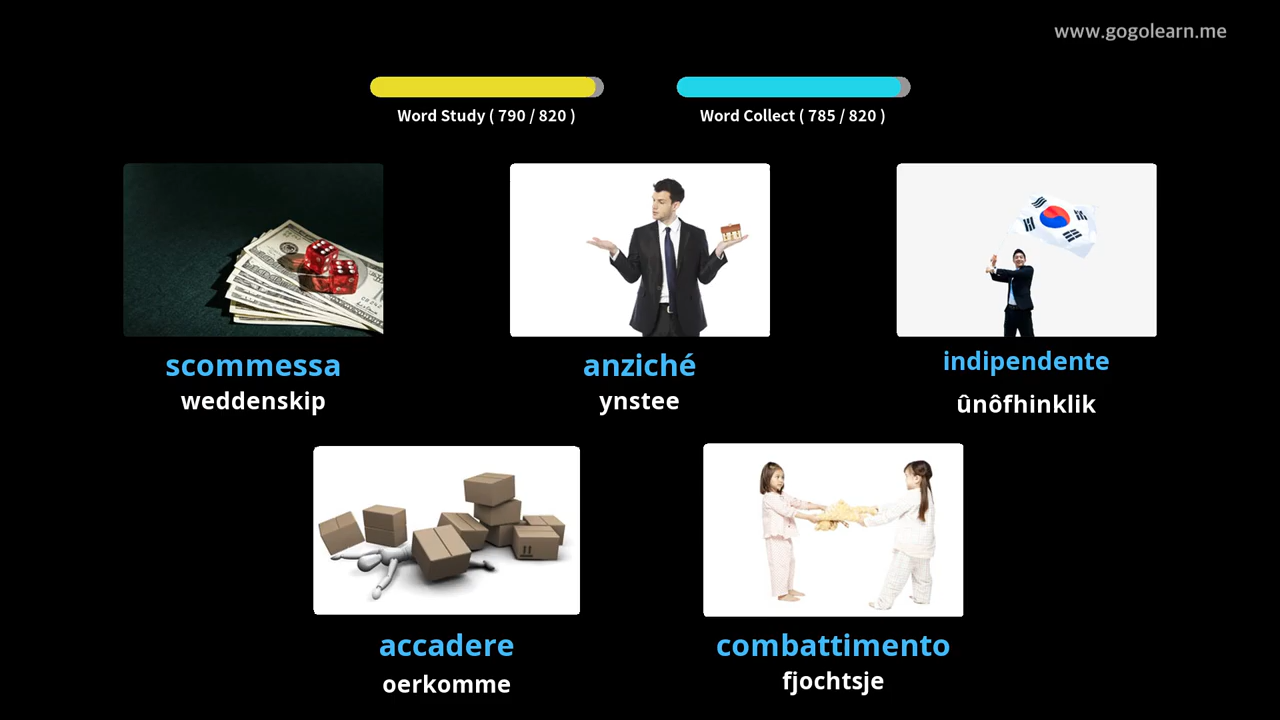 www.gogolearn.me
Word Study ( 790 / 820 )
Word Collect ( 785 / 820 )
scommessa
weddenskip
anziché
ynstee
indipendente
ûnôfhinklik
accadere
oerkomme
combattimento
fjochtsje